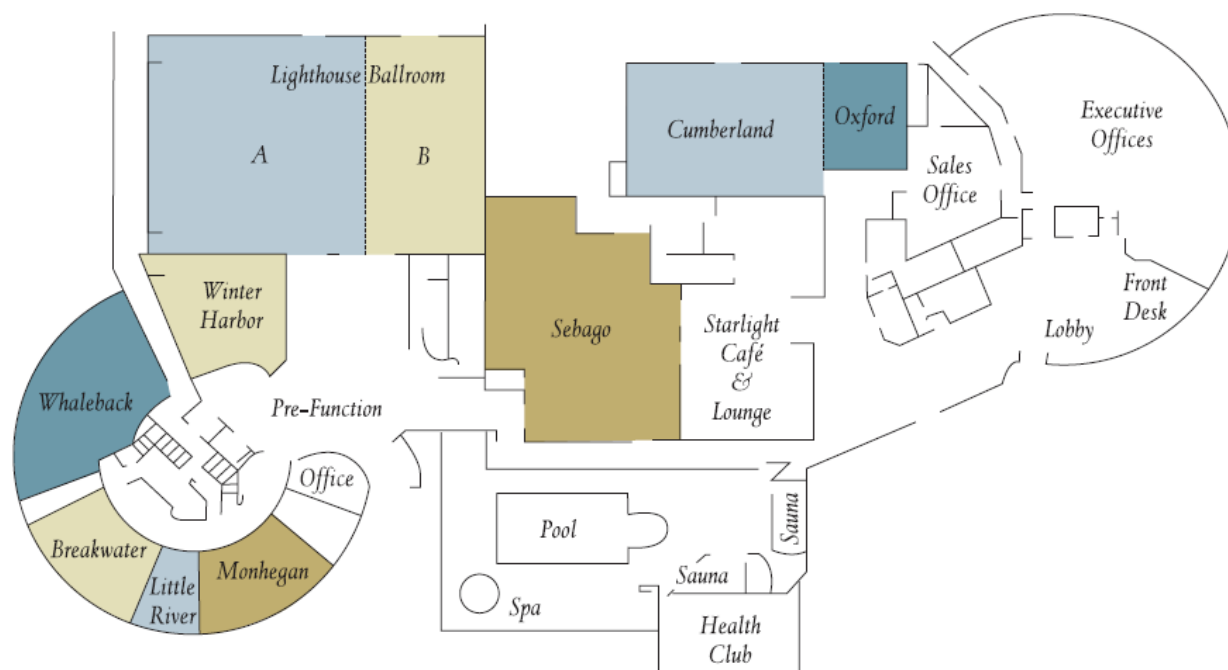 Lighthouse Ballroom
A
B
Cumberland
Oxford
Executive
Offices
Sales
Office
Winter
Harbor
Sebago
Front
Desk
Lobby
Starlight
Café
&
Lounge
Whaleback
Pre-Function
Office
Breakwater
Little
River
Monhegan
Pool
Sauna
Sauna
Spa
Health
Club